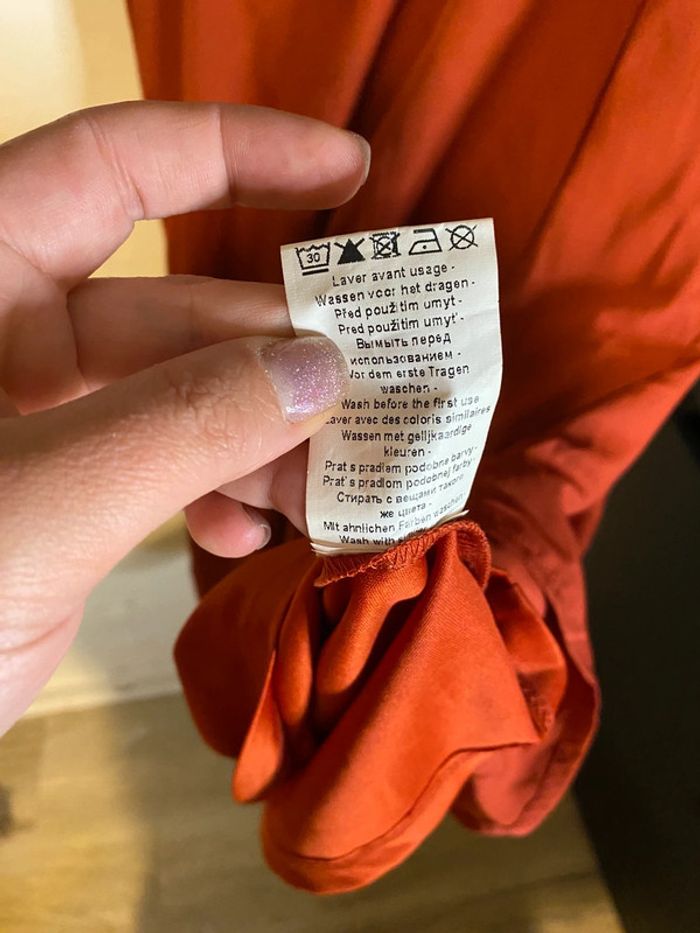 30
Laver avant usage -
Wassen voor het dragen -
Před použitím umyt -
Pred použitím umyt' -
Вымыть перед
использованием -
Vor dem erste Tragen
waschen -
Wash before the first use
Laver avec des coloris similaires
Wassen met gelijkaardige
kleuren -
Prat s pradlem podobne barvy -
Prat' s pradlom podobnej farby -
Стирать с вещами такого
же цвета -
Mit ahnlichen Farben waschen -
Wash with